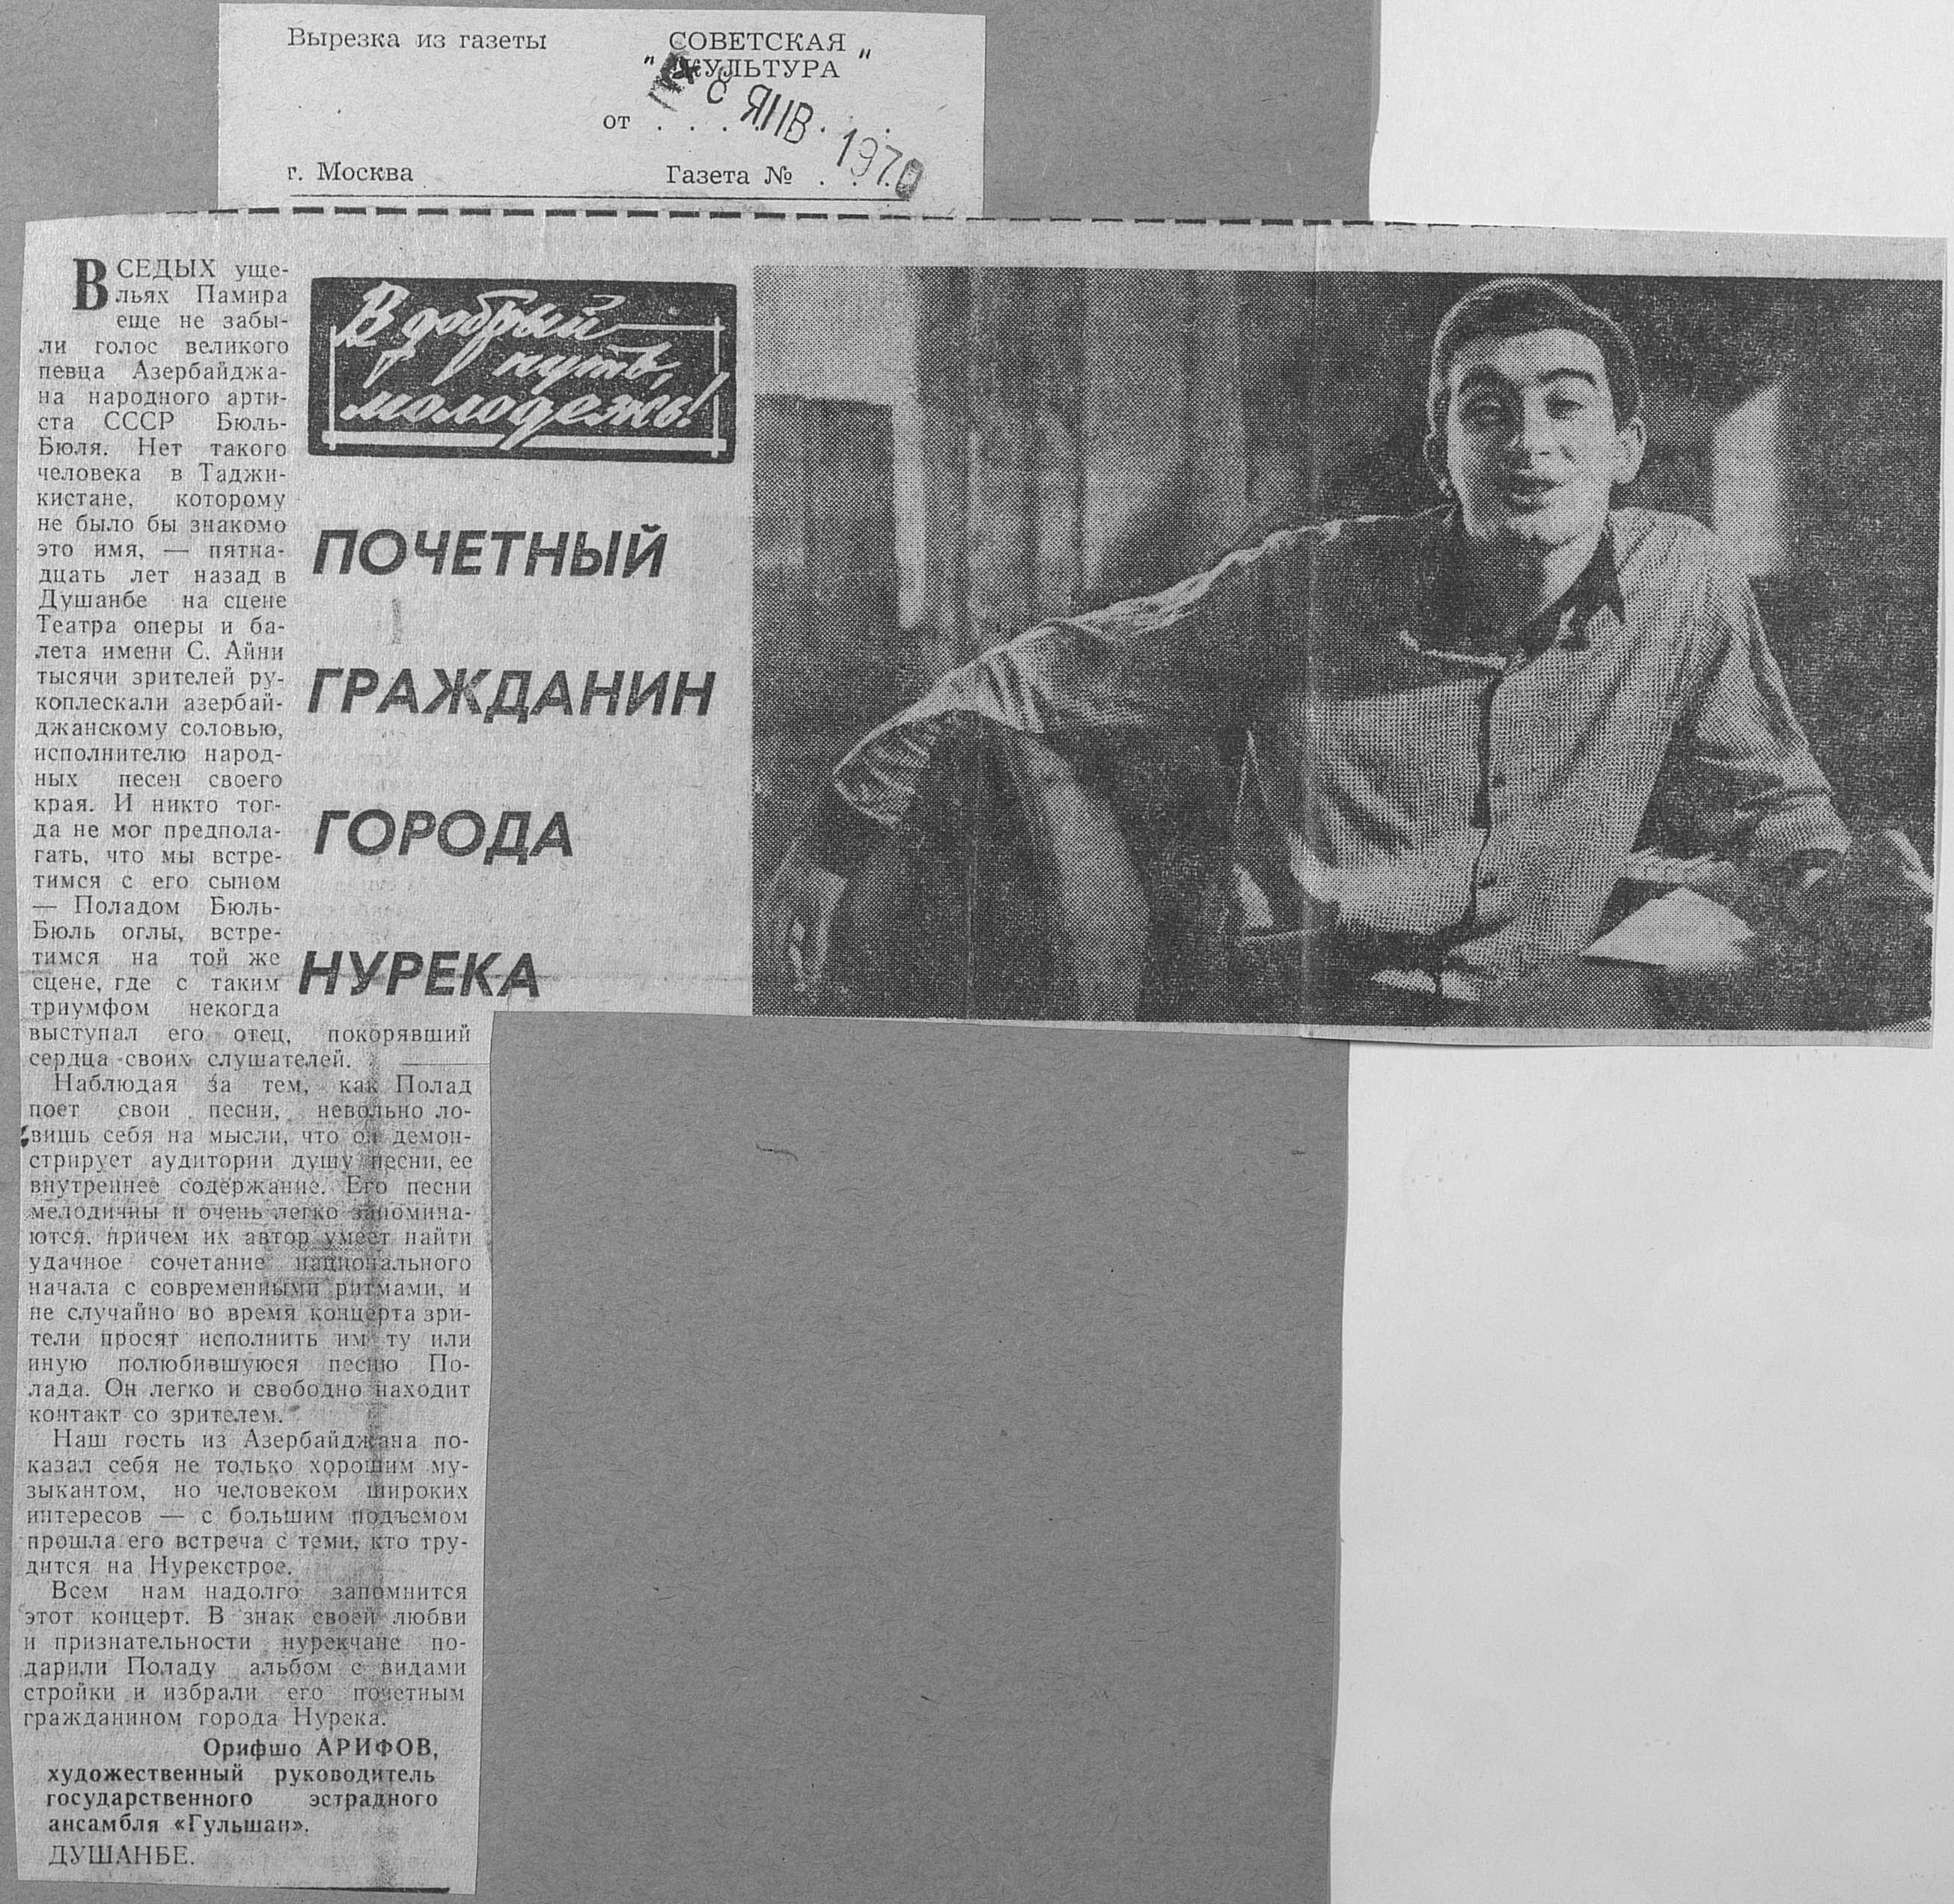 Вырезка из газеты
СОВЕТСКАЯ
"КУЛЬТУРА"
8 ЯНВ. 1970
от . . . .
г. Москва
Газета № . . . .
В СЕДЫХ уще-
льях Памира
еще не забы-
ли голос великого
певца Азербайджа-
на народного арти-
ста СССР Бюль-
Бюля. Нет такого
человека в Таджи-
кистане, которому
не было бы знакомо
это имя, — пятна-
дцать лет назад в
Душанбе на сцене
Театра оперы и ба-
лета имени С. Айни
тысячи зрителей ру-
коплескали азербай-
джанскому соловью,
исполнителю народ-
ных песен своего
края. И никто тог-
да не мог предпола-
гать, что мы встре-
тимся с его сыном
— Поладом Бюль-
Бюль оглы, встре-
тимся на той же
сцене, где с таким
триумфом некогда
выступал его отец, покорявший
сердца своих слушателей.
Наблюдая за тем, как Полад
поет свои песни, невольно ло-
вишь себя на мысли, что он демон-
стрирует аудитории душу песни, ее
внутреннее содержание. Его песни
мелодичны и очень легко запомина-
ются, причем их автор умеет найти
удачное сочетание национального
начала с современными ритмами, и
не случайно во время концерта зри-
тели просят исполнить им ту или
иную полюбившуюся песню По-
лада. Он легко и свободно находит
контакт со зрителем.
Наш гость из Азербайджана по-
казал себя не только хорошим му-
зыкантом, но человеком широких
интересов — с большим подъемом
прошла его встреча с теми, кто тру-
дится на Нурекстрое.
Всем нам надолго запомнится
этот концерт. В знак своей любви
и признательности нурекчане по-
дарили Поладу альбом с видами
стройки и избрали его почетным
гражданином города Нурека.
Орифшо АРИФОВ,
художественный руководитель
государственного эстрадного
ансамбля «Гульшан».
ДУШАНБЕ.
В добрый
путь,
молодежь!
ПОЧЕТНЫЙ
ГРАЖДАНИН
ГОРОДА
НУРЕКА